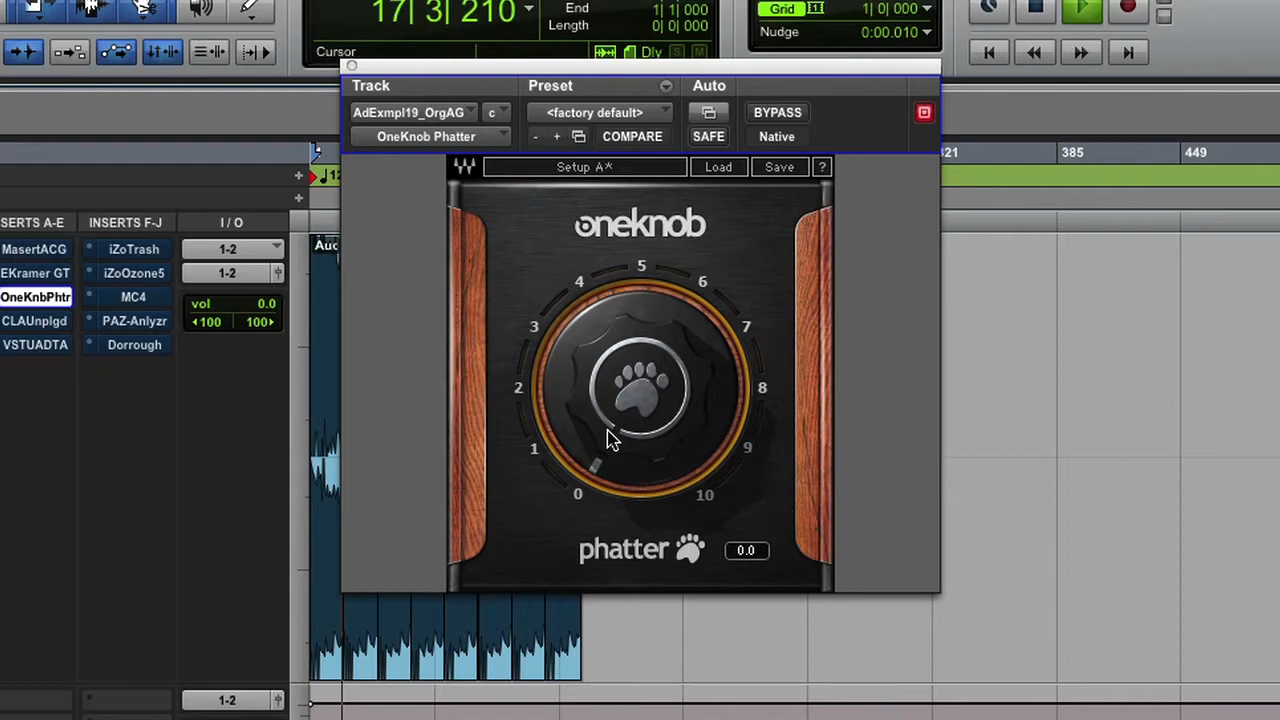 17| 3| 210
End 1| 1| 000
Length 0| 0| 000
Cursor
Dly S M
Grid 1| 0| 000
Nudge 0:00.010
Track
Preset
Auto
AdExmpl19_OrgAG
c
<factory default>
BYPASS
OneKnob Phatter
- +
COMPARE
SAFE
Native
321
385
449
Setup A*
Load
Save
?
SERTS A-E
INSERTS F-J
I / O
MasertACG
iZoTrash
1-2
EKramer GT
iZoOzone5
1-2
OneKnbPhtr
MC4
vol 0.0
CLAUnplgd
PAZ-Anlyzr
100 100
VSTUADTA
Dorrough
Auc
oneknob
5
4
6
3
7
2
8
1
9
0
10
phatter
0.0
1-2